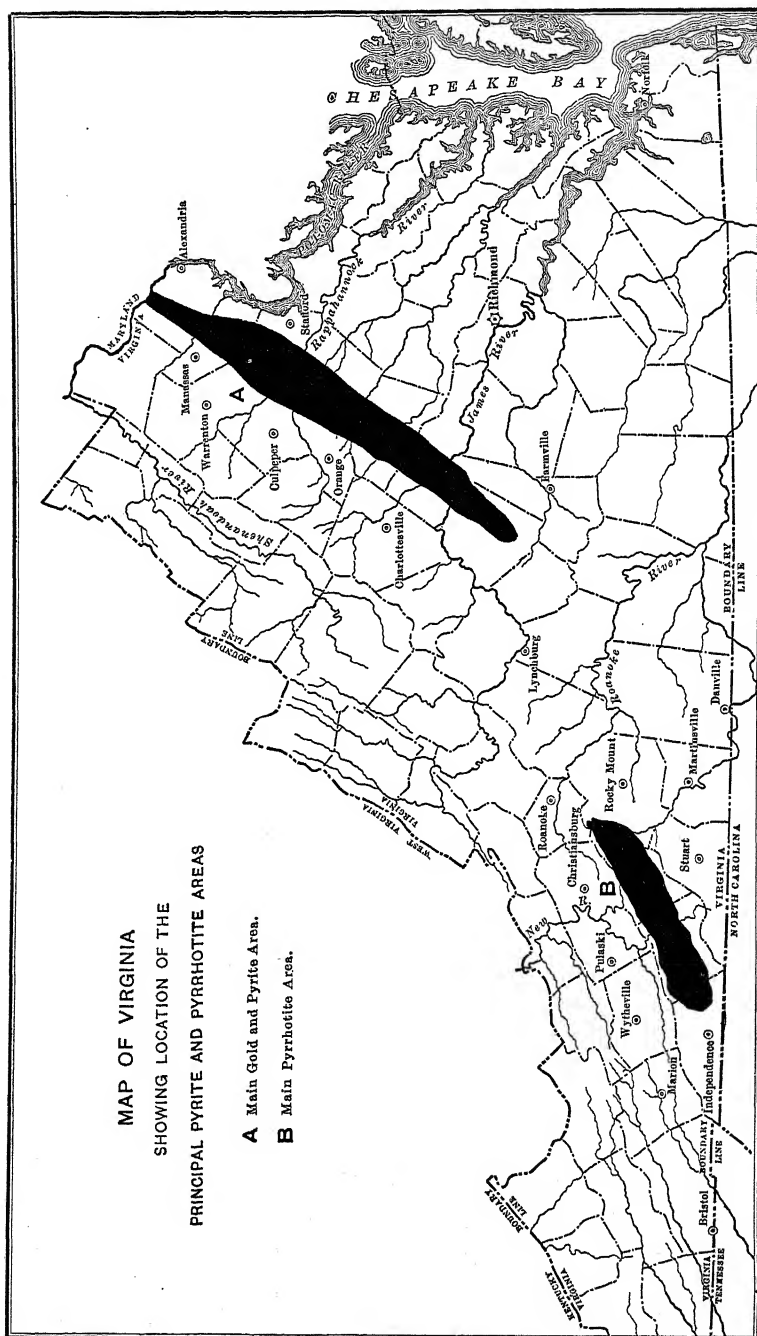 MAP OF VIRGINIA
SHOWING LOCATION OF THE
PRINCIPAL PYRITE AND PYRRHOTITE AREAS
A Main Gold and Pyrite Area.
B Main Pyrrhotite Area.
CHESAPEAKE BAY
MARYLAND
VIRGINIA
Alexandria
Manassas
Warrenton
A
Stafford
Culpeper
Orange
Rappahannock
River
Shenandoah River
Charlottesville
Richmond
James
River
Norfolk
BOUNDARY
LINE
WEST VIRGINIA
VIRGINIA
Lynchburg
Farmville
Roanoke
River
Roanoke
Rocky Mount
Christiansburg
B
New
Pulaski
Wytheville
Marion
Martinsville
Danville
Stuart
Independence
Bristol
BOUNDARY
LINE
VIRGINIA
NORTH CAROLINA
BOUNDARY
LINE
BOUNDARY
LINE
KENTUCKY
VIRGINIA
VIRGINIA
TENNESSEE